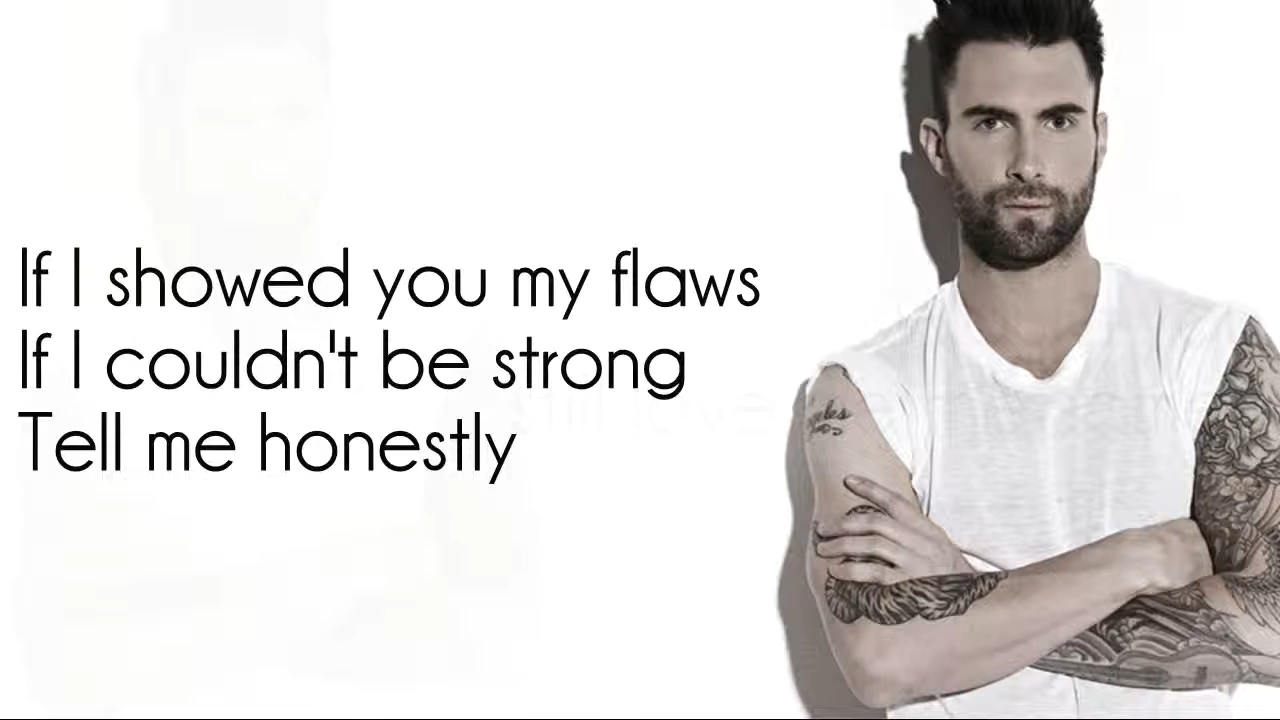 If I showed you my flaws
If I couldn't be strong
Tell me honestly